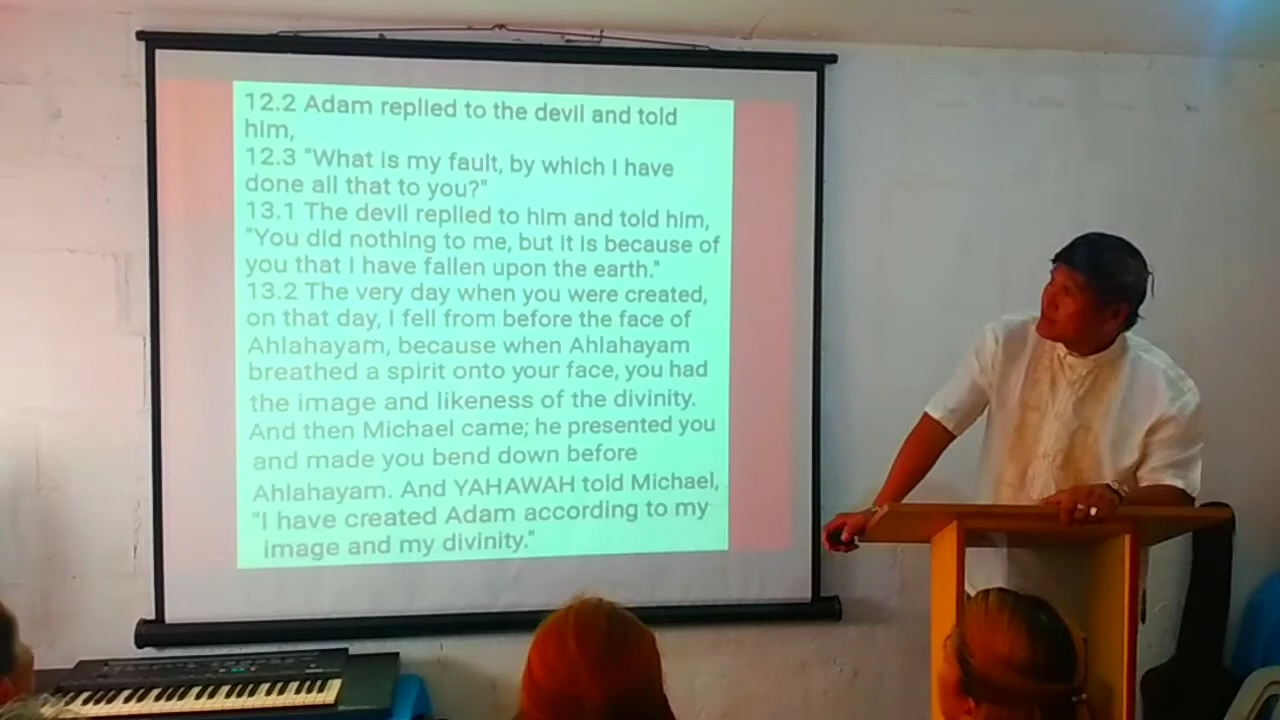 12.2 Adam replied to the devil and told
him,
12.3 "What is my fault, by which I have
done all that to you?"
13.1 The devil replied to him and told him,
"You did nothing to me, but it is because of
you that I have fallen upon the earth."
13.2 The very day when you were created,
on that day, I fell from before the face of
Ahlahayam, because when Ahlahayam
breathed a spirit onto your face, you had
the image and likeness of the divinity.
And then Michael came; he presented you
and made you bend down before
Ahlahayam. And YAHAWAH told Michael,
"I have created Adam according to my
image and my divinity."